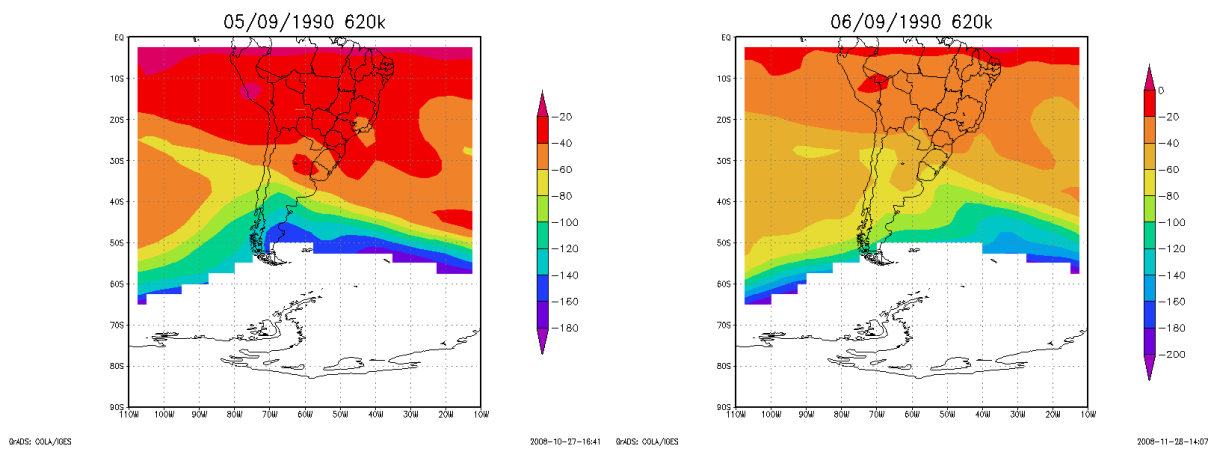 05/09/1990 620k
EQ
10S
20S
30S
40S
50S
60S
70S
80S
90S
110W 100W 90W 80W 70W 60W 50W 40W 30W 20W 10W
-20
-40
-60
-80
-100
-120
-140
-160
-180
GrADS: COLA/IGES
2008-10-27-16:41
06/09/1990 620k
EQ
10S
20S
30S
40S
50S
60S
70S
80S
90S
110W 100W 90W 80W 70W 60W 50W 40W 30W 20W 10W
0
-20
-40
-60
-80
-100
-120
-140
-160
-180
-200
GrADS: COLA/IGES
2008-11-28-14:07